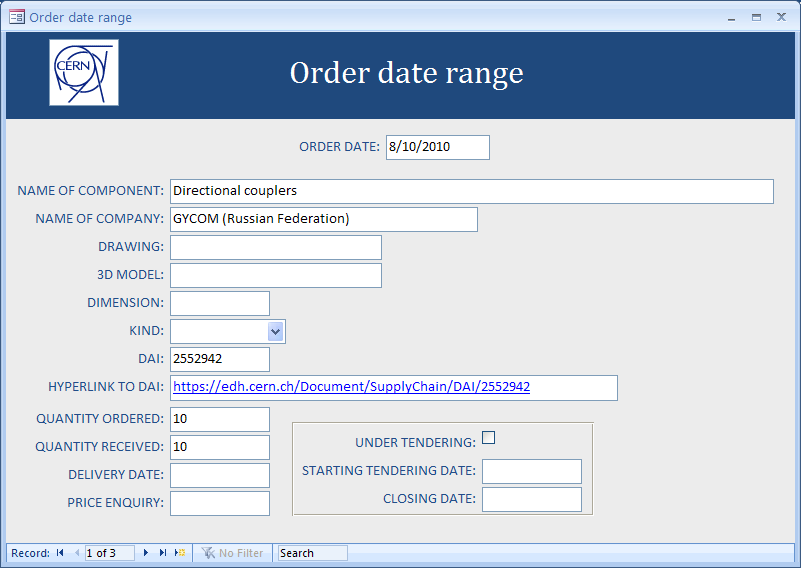 Order date range
CERN
Order date range
ORDER DATE: 8/10/2010
NAME OF COMPONENT: Directional couplers
NAME OF COMPANY: GYCOM (Russian Federation)
DRAWING:
3D MODEL:
DIMENSION:
KIND:
DAI: 2552942
HYPERLINK TO DAI: https://edh.cern.ch/Document/SupplyChain/DAI/2552942
QUANTITY ORDERED: 10
QUANTITY RECEIVED: 10
DELIVERY DATE:
PRICE ENQUIRY:
UNDER TENDERING:
STARTING TENDERING DATE:
CLOSING DATE:
Record: 1 of 3 No Filter Search